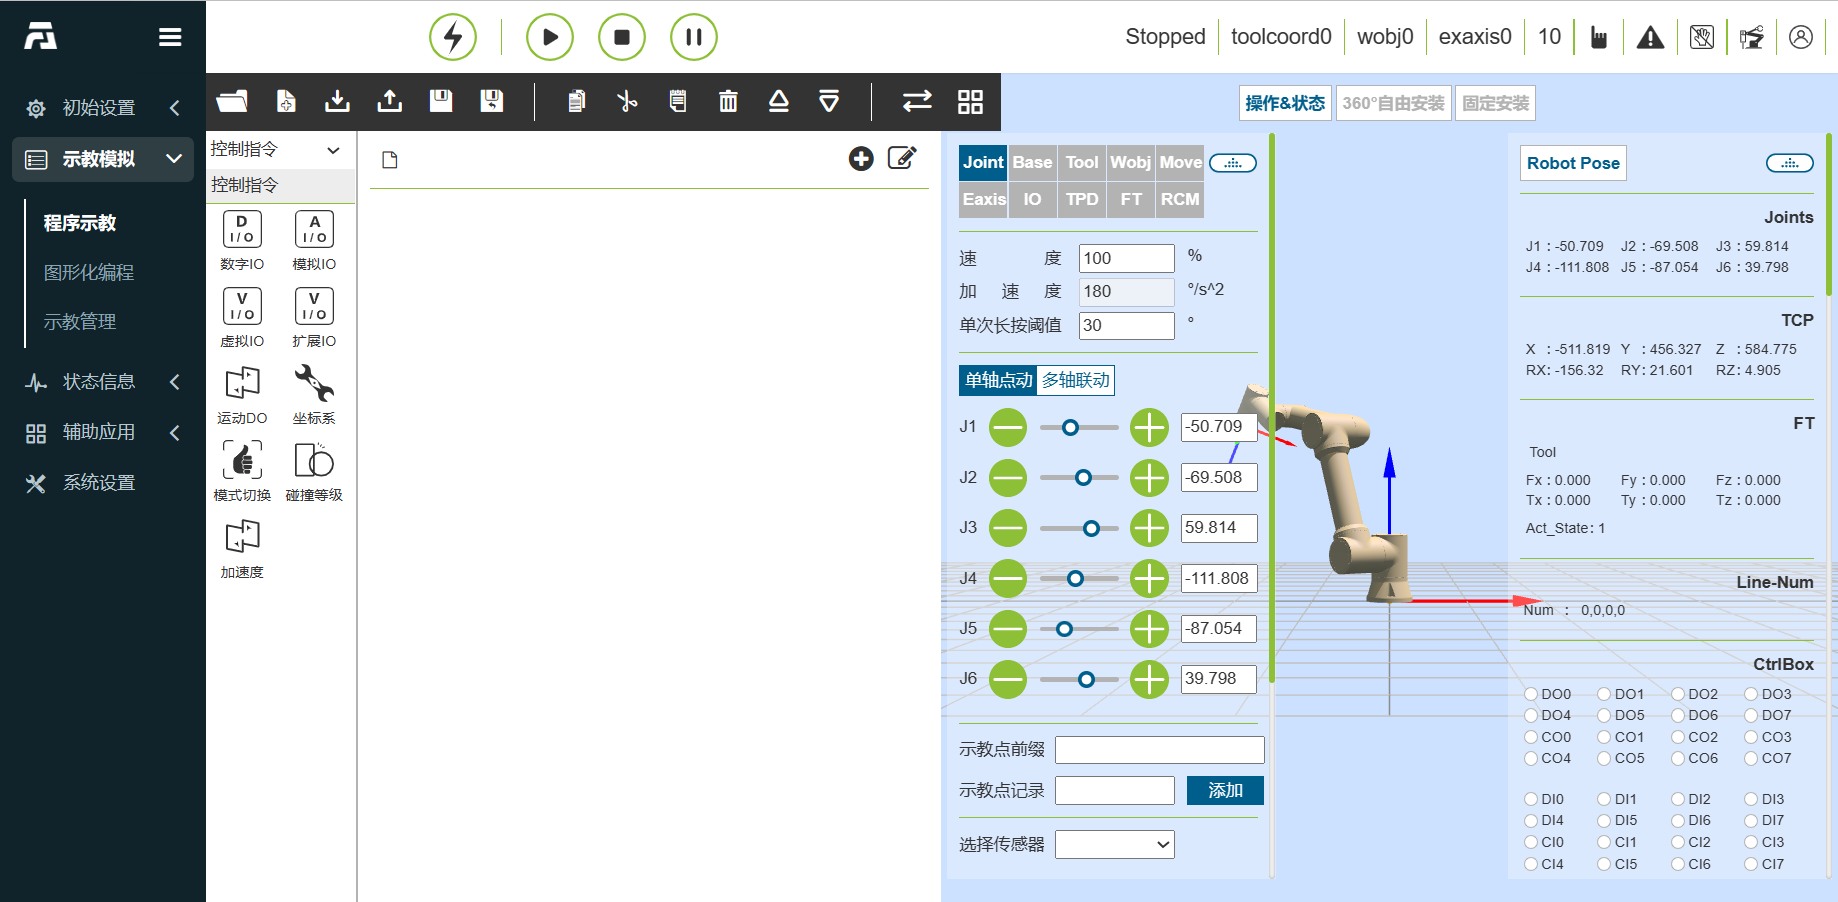 Stopped
toolcoord0
wobj0
exaxis0
10
初始设置
示教模拟
程序示教
图形化编程
示教管理
状态信息
辅助应用
系统设置
控制指令
控制指令
D I/O
A I/O
数字IO 模拟IO
V I/O
V I/O
虚拟IO 扩展IO
运动DO 坐标系
模式切换 碰撞等级
加速度
操作&状态 360°自由安装 固定安装
Joint Base Tool Wobj Move
Eaxis IO TPD FT RCM
速 度 100 %
加 速 度 180 °/s^2
单次长按阈值 30 °
单轴点动 多轴联动
J1 -50.709
J2 -69.508
J3 59.814
J4 -111.808
J5 -87.054
J6 39.798
示教点前缀
示教点记录 添加
选择传感器
Robot Pose
Joints
J1 : -50.709 J2 : -69.508 J3 : 59.814
J4 : -111.808 J5 : -87.054 J6 : 39.798
TCP
X : -511.819 Y : 456.327 Z : 584.775
RX: -156.32 RY: 21.601 RZ: 4.905
FT
Tool
Fx : 0.000 Fy : 0.000 Fz : 0.000
Tx : 0.000 Ty : 0.000 Tz : 0.000
Act_State: 1
Line-Num
Num : 0,0,0,0
CtrlBox
DO0 DO1 DO2 DO3
DO4 DO5 DO6 DO7
CO0 CO1 CO2 CO3
CO4 CO5 CO6 CO7
DI0 DI1 DI2 DI3
DI4 DI5 DI6 DI7
CI0 CI1 CI2 CI3
CI4 CI5 CI6 CI7